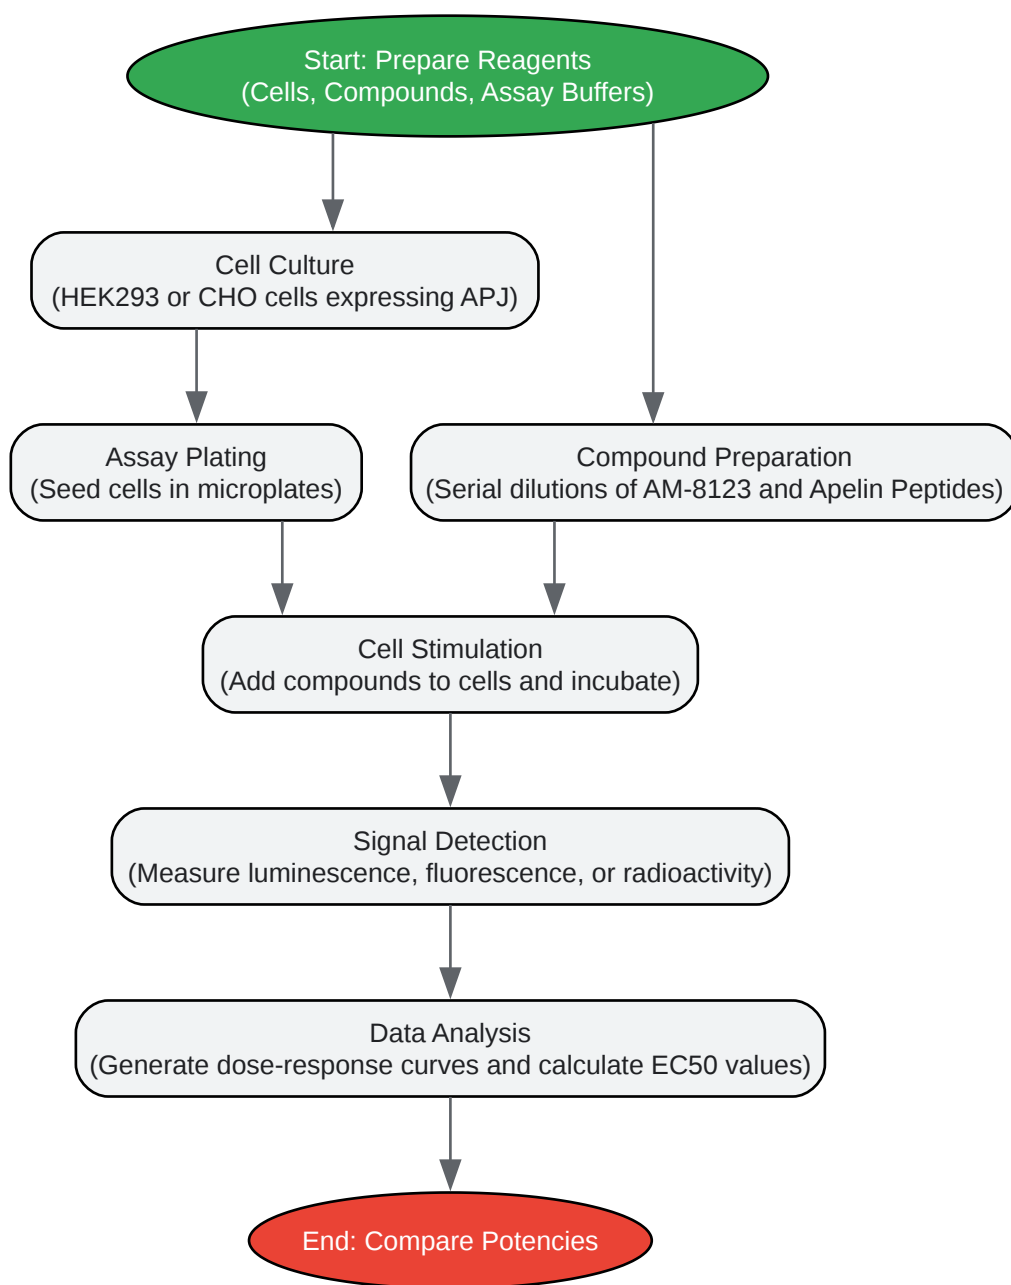 Start: Prepare Reagents
(Cells, Compounds, Assay Buffers)
Cell Culture
(HEK293 or CHO cells expressing APJ)
Assay Plating
(Seed cells in microplates)
Compound Preparation
(Serial dilutions of AM-8123 and Apelin Peptides)
Cell Stimulation
(Add compounds to cells and incubate)
Signal Detection
(Measure luminescence, fluorescence, or radioactivity)
Data Analysis
(Generate dose-response curves and calculate EC50 values)
End: Compare Potencies